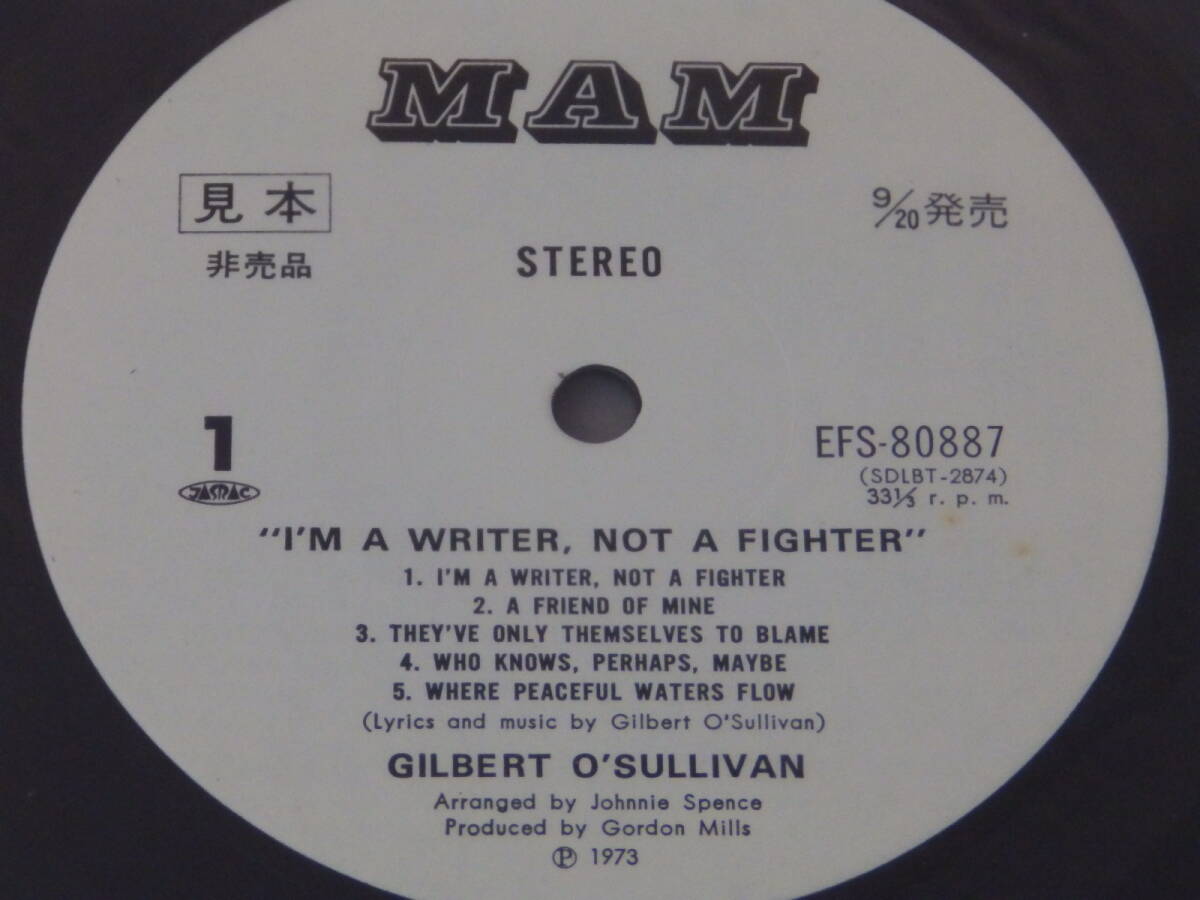 MAM
見本
9/20発売
非売品
STEREO
1
JASRAC
EFS-80887
(SDLBT-2874)
33⅓ r. p. m.
"I'M A WRITER, NOT A FIGHTER"
1. I'M A WRITER, NOT A FIGHTER
2. A FRIEND OF MINE
3. THEY'VE ONLY THEMSELVES TO BLAME
4. WHO KNOWS, PERHAPS, MAYBE
5. WHERE PEACEFUL WATERS FLOW
(Lyrics and music by Gilbert O'Sullivan)
GILBERT O'SULLIVAN
Arranged by Johnnie Spence
Produced by Gordon Mills
Ⓟ 1973